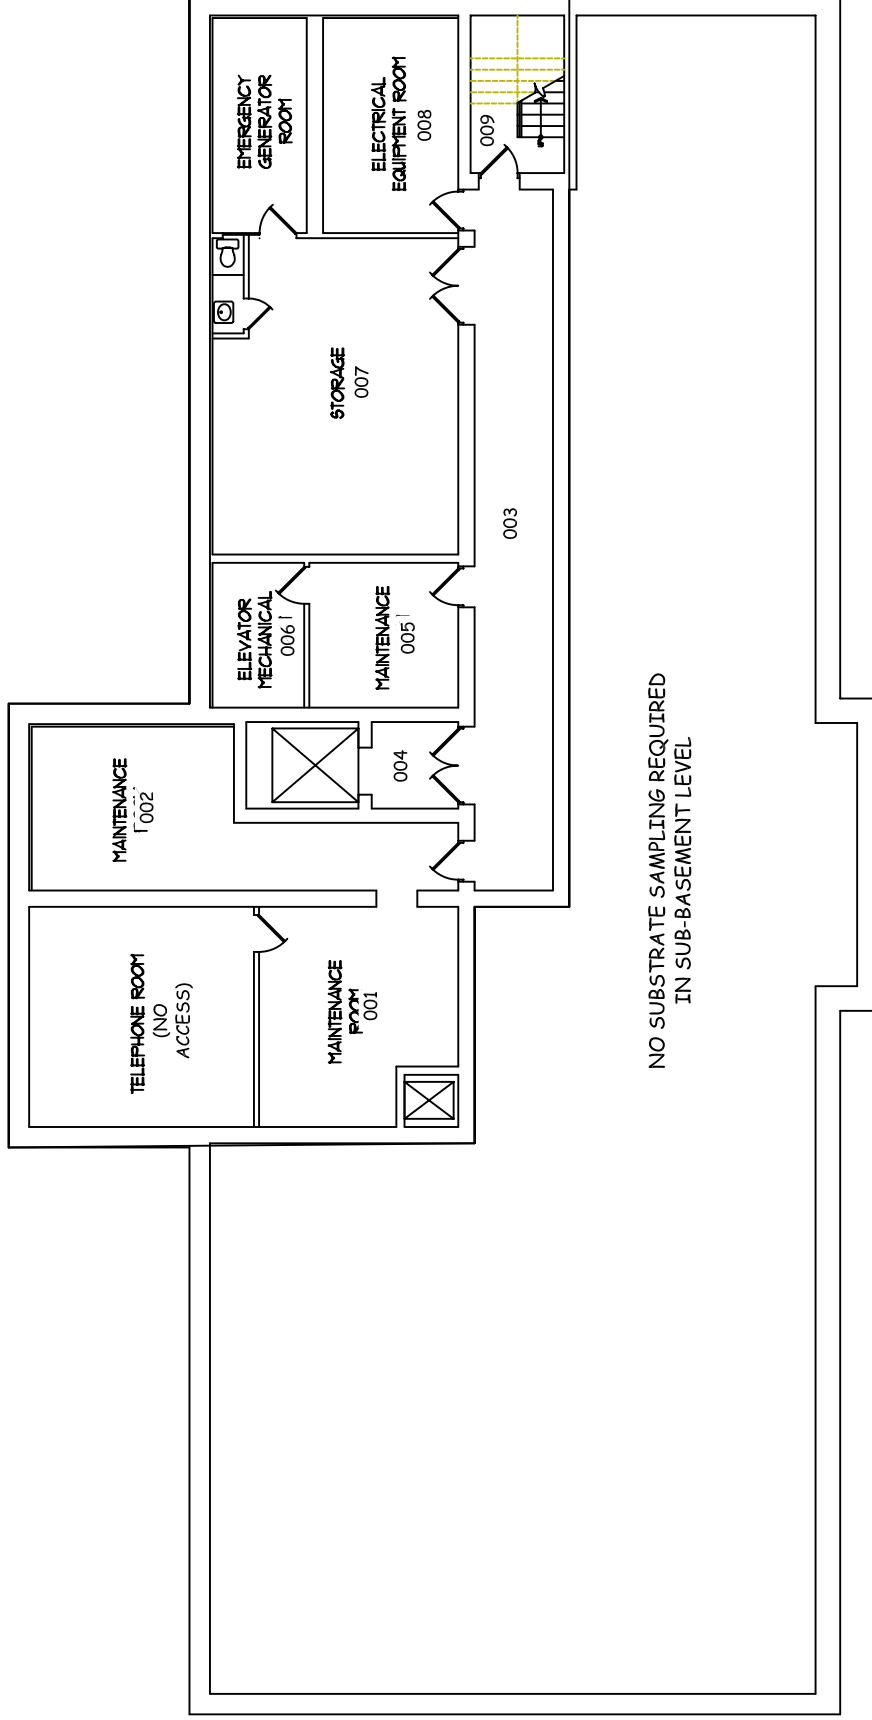 TELEPHONE ROOM
(NO
ACCESS)
MAINTENANCE
ROOM
001
MAINTENANCE
002
ELEVATOR
MECHANICAL
006
MAINTENANCE
005
004
STORAGE
007
003
EMERGENCY
GENERATOR
ROOM
ELECTRICAL
EQUIPMENT ROOM
008
009
NO SUBSTRATE SAMPLING REQUIRED
IN SUB-BASEMENT LEVEL